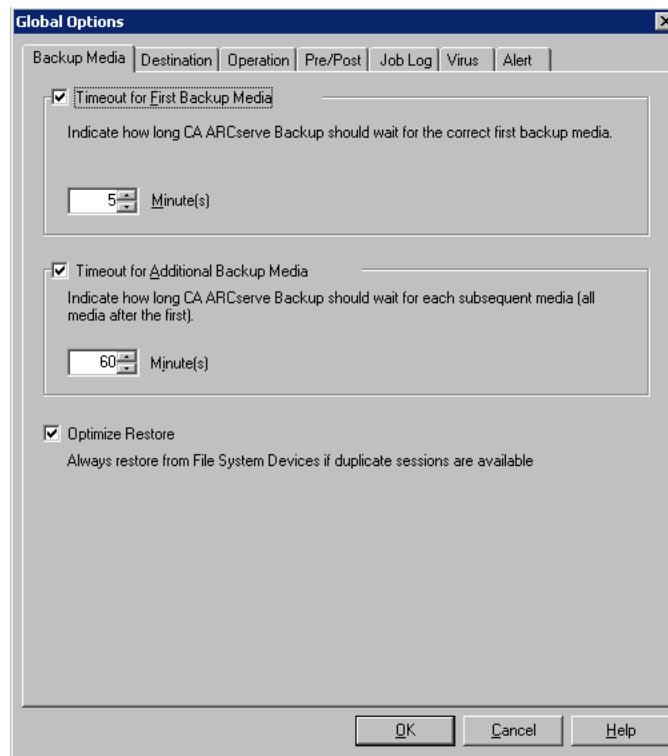 Global Options
Backup Media Destination Operation Pre/Post Job Log Virus Alert
Timeout for First Backup Media
Indicate how long CA ARCserve Backup should wait for the correct first backup media.
5 Minute(s)
Timeout for Additional Backup Media
Indicate how long CA ARCserve Backup should wait for each subsequent media (all
media after the first).
60 Minute(s)
Optimize Restore
Always restore from File System Devices if duplicate sessions are available
OK Cancel Help